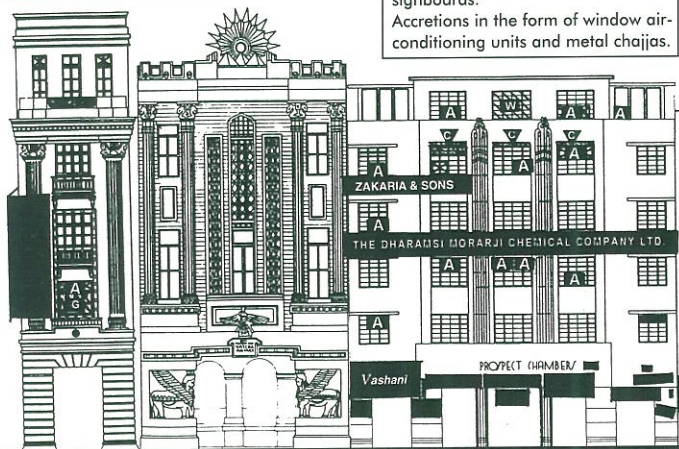 signboards.
Accretions in the form of window air-
conditioning units and metal chajjas.
A
W
A
A
C
C
C
A
A
A
ZAKARIA & SONS
A
THE DHARAMSI MORARJI CHEMICAL COMPANY LTD.
A
A
A
A
A
G
A
PROSPECT CHAMBERS
Vashani